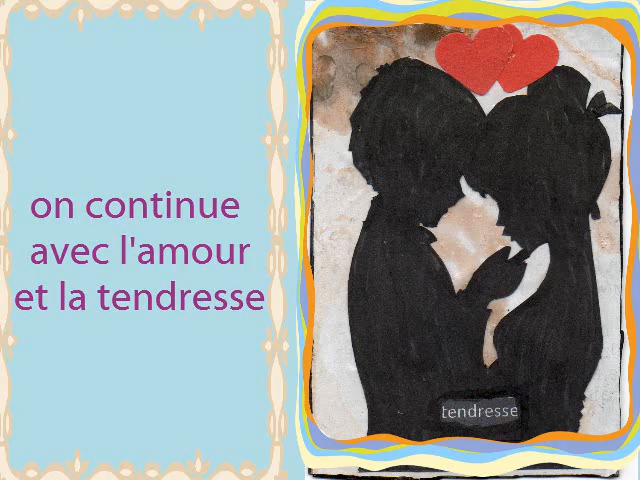 on continue
avec l'amour
et la tendresse
tendresse